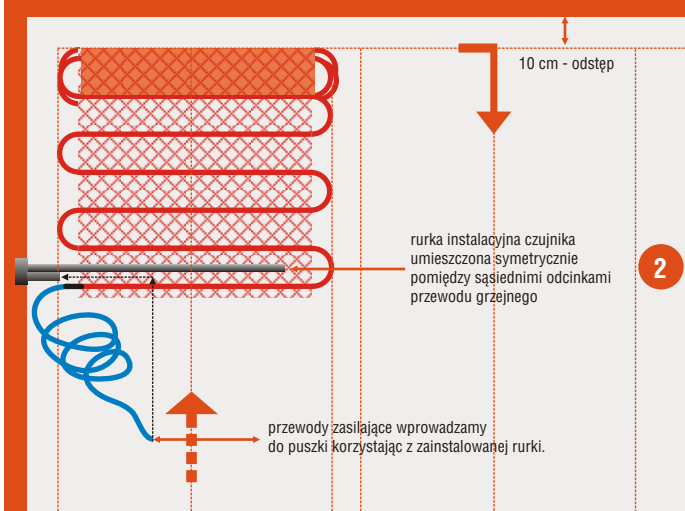 10 cm - odstęp
rurka instalacyjna czujnika
umieszczona symetrycznie
pomiędzy sąsiednimi odcinkami
przewodu grzejnego
2
przewody zasilające wprowadzamy
do puszki korzystając z zainstalowanej rurki.